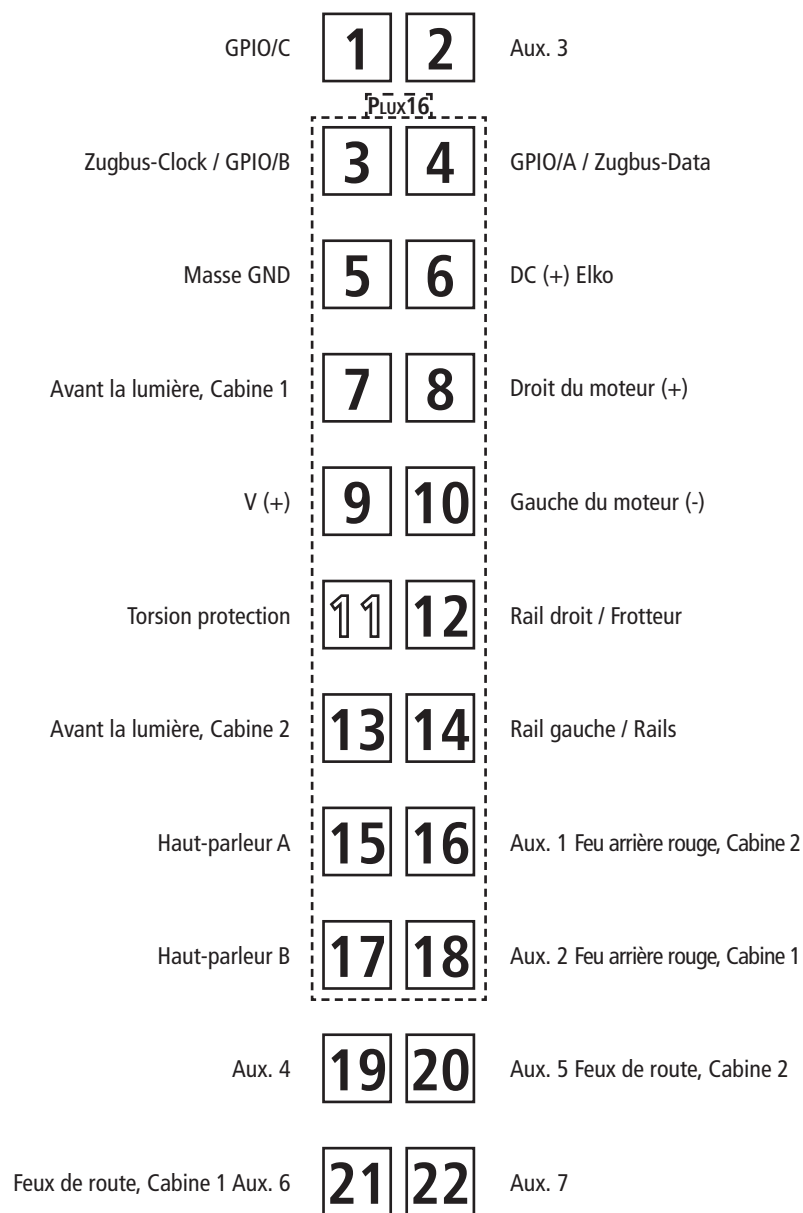 GPIO/C 1 2 Aux. 3
PLUX16
Zugbus-Clock / GPIO/B 3 4 GPIO/A / Zugbus-Data
Masse GND 5 6 DC (+) Elko
Avant la lumière, Cabine 1 7 8 Droit du moteur (+)
V (+) 9 10 Gauche du moteur (-)
Torsion protection 11 12 Rail droit / Frotteur
Avant la lumière, Cabine 2 13 14 Rail gauche / Rails
Haut-parleur A 15 16 Aux. 1 Feu arrière rouge, Cabine 2
Haut-parleur B 17 18 Aux. 2 Feu arrière rouge, Cabine 1
Aux. 4 19 20 Aux. 5 Feux de route, Cabine 2
Feux de route, Cabine 1 Aux. 6 21 22 Aux. 7